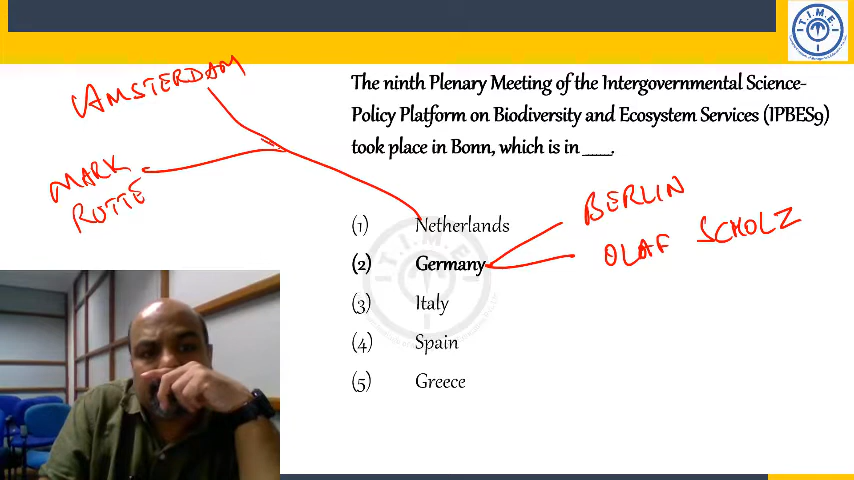 T.I.M.E.
AMSTERDAM
The ninth Plenary Meeting of the Intergovernmental Science-
Policy Platform on Biodiversity and Ecosystem Services (IPBES9)
took place in Bonn, which is in ____.
MARK
RUTTE
BERLIN
OLAF SCHOLZ
(1) Netherlands
(2) Germany
(3) Italy
(4) Spain
(5) Greece